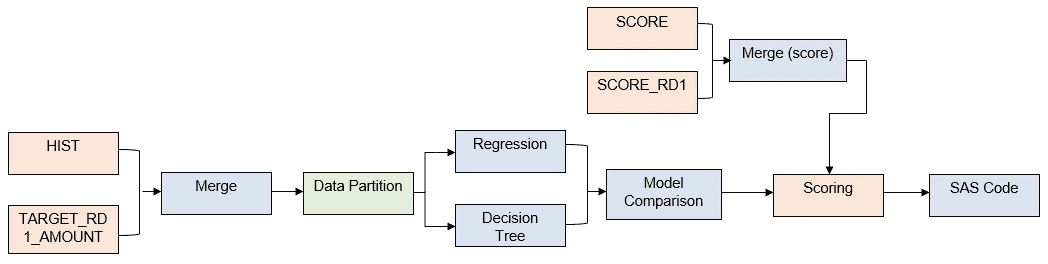 SCORE
Merge (score)
SCORE_RD1
HIST
Regression
Merge
Data Partition
Model
Comparison
Scoring
SAS Code
TARGET_RD
1_AMOUNT
Decision
Tree